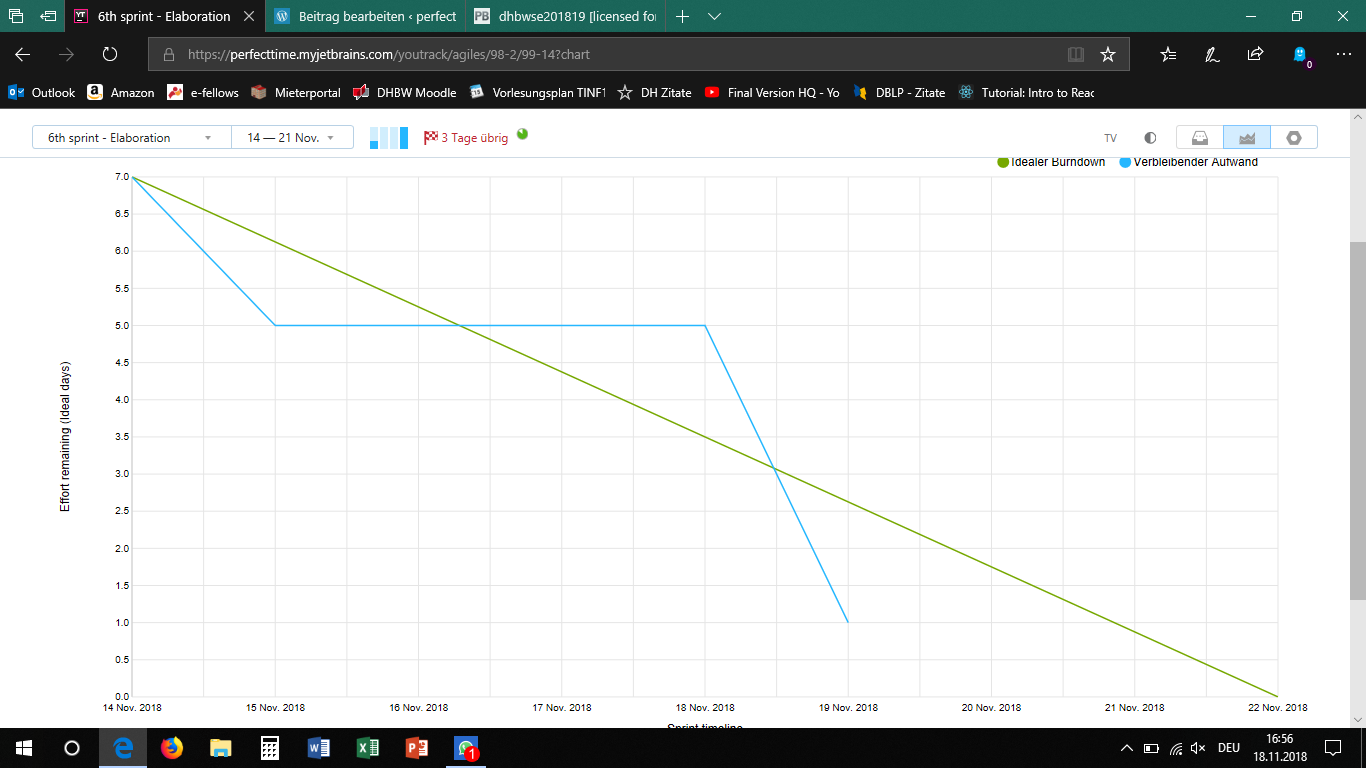 6th sprint - Elaboration
Beitrag bearbeiten ‹ perfect
dhbwse201819 [licensed for
https://perfecttime.myjetbrains.com/youtrack/agiles/98-2/99-14?chart
0
Outlook Amazon e-fellows Mieterportal DHBW Moodle Vorlesungsplan TINF1 DH Zitate Final Version HQ - Yo DBLP - Zitate Tutorial: Intro to Reac
6th sprint - Elaboration 14 — 21 Nov. 3 Tage übrig TV
Idealer Burndown Verbleibender Aufwand
7.0
6.5
6.0
5.5
5.0
4.5
4.0
3.5
3.0
2.5
2.0
1.5
1.0
0.5
0.0
Effort remaining (Ideal days)
14 Nov. 2018 15 Nov. 2018 16 Nov. 2018 17 Nov. 2018 18 Nov. 2018 19 Nov. 2018 20 Nov. 2018 21 Nov. 2018 22 Nov. 2018
Sprint timeline
1
DEU
16:56
18.11.2018